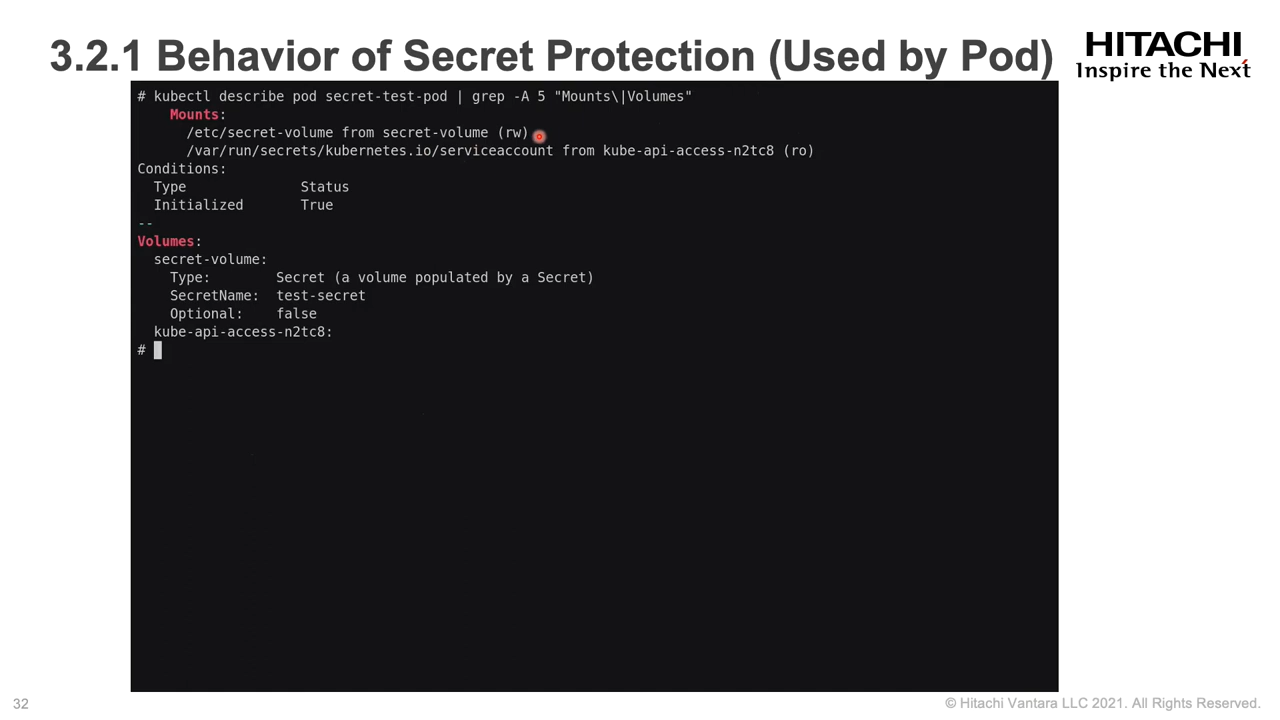 3.2.1 Behavior of Secret Protection (Used by Pod)
HITACHI
Inspire the Next
# kubectl describe pod secret-test-pod | grep -A 5 "Mounts\|Volumes"
    Mounts:
      /etc/secret-volume from secret-volume (rw)
      /var/run/secrets/kubernetes.io/serviceaccount from kube-api-access-n2tc8 (ro)
Conditions:
  Type              Status
  Initialized       True
--
Volumes:
  secret-volume:
    Type:        Secret (a volume populated by a Secret)
    SecretName:  test-secret
    Optional:    false
  kube-api-access-n2tc8:
#
32
© Hitachi Vantara LLC 2021. All Rights Reserved.